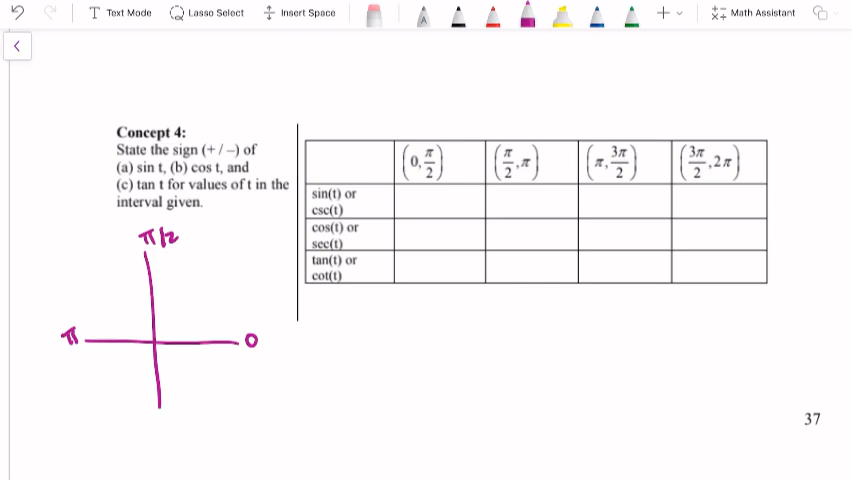 Text Mode Lasso Select Insert Space A Math Assistant
Concept 4:
State the sign (+ / −) of
(a) sin t, (b) cos t, and
(c) tan t for values of t in the
interval given.
(0, π/2) (π/2, π) (π, 3π/2) (3π/2, 2π)
sin(t) or
csc(t)
cos(t) or
sec(t)
tan(t) or
cot(t)
π/2
π 0
37